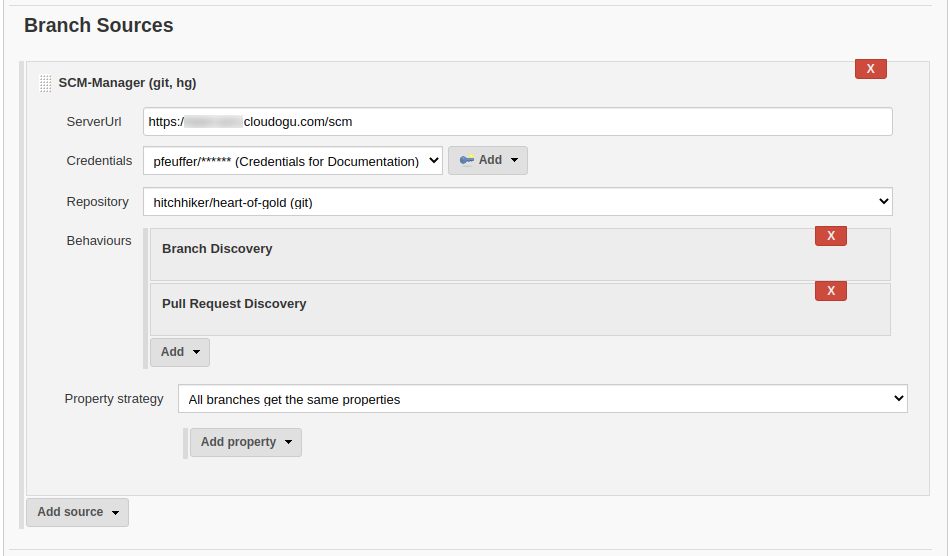 Branch Sources
X
SCM-Manager (git, hg)
ServerUrl https:/ cloudogu.com/scm
Credentials pfeuffer/****** (Credentials for Documentation) Add
Repository hitchhiker/heart-of-gold (git)
Behaviours
X
Branch Discovery
X
Pull Request Discovery
Add
Property strategy All branches get the same properties
Add property
Add source